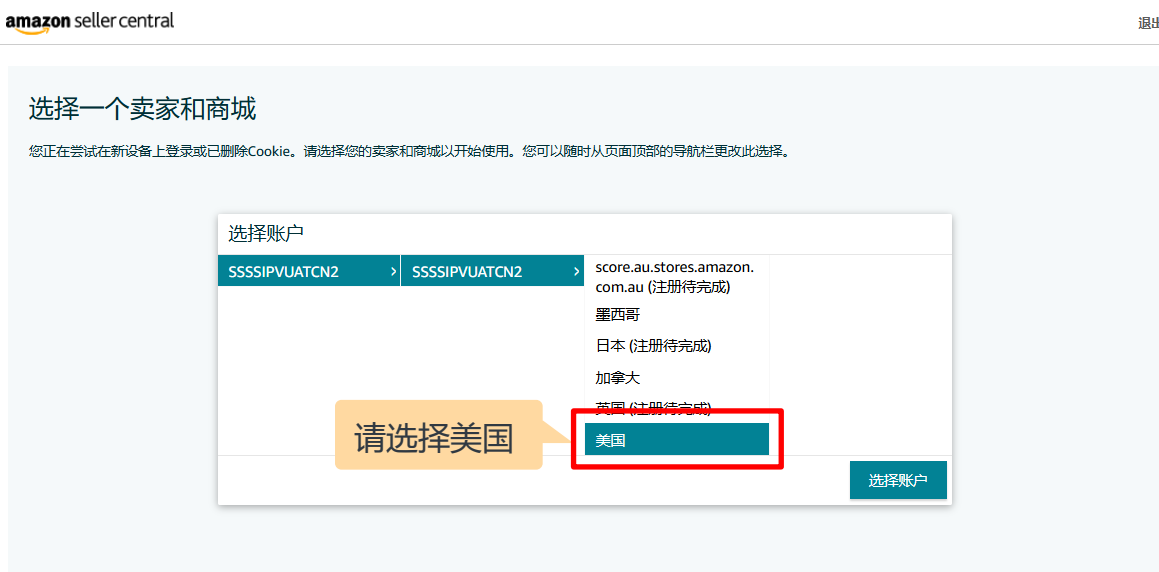 amazon seller central
退出
选择一个卖家和商城
您正在尝试在新设备上登录或已删除Cookie。请选择您的卖家和商城以开始使用。您可以随时从页面顶部的导航栏更改此选择。
选择账户
SSSSIPVUATCN2 > SSSSIPVUATCN2 >
score.au.stores.amazon.
com.au (注册待完成)
墨西哥
日本 (注册待完成)
加拿大
英国 (注册待完成)
请选择美国
美国
选择账户